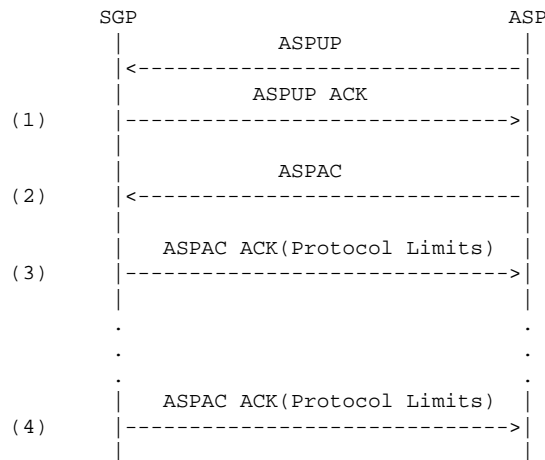 SGP ASP
ASPUP
|<------------------------------|
ASPUP ACK
(1) |------------------------------>|
ASPAC
(2) |<------------------------------|
ASPAC ACK(Protocol Limits)
(3) |------------------------------>|
. .
. .
. .
ASPAC ACK(Protocol Limits)
(4) |------------------------------>|